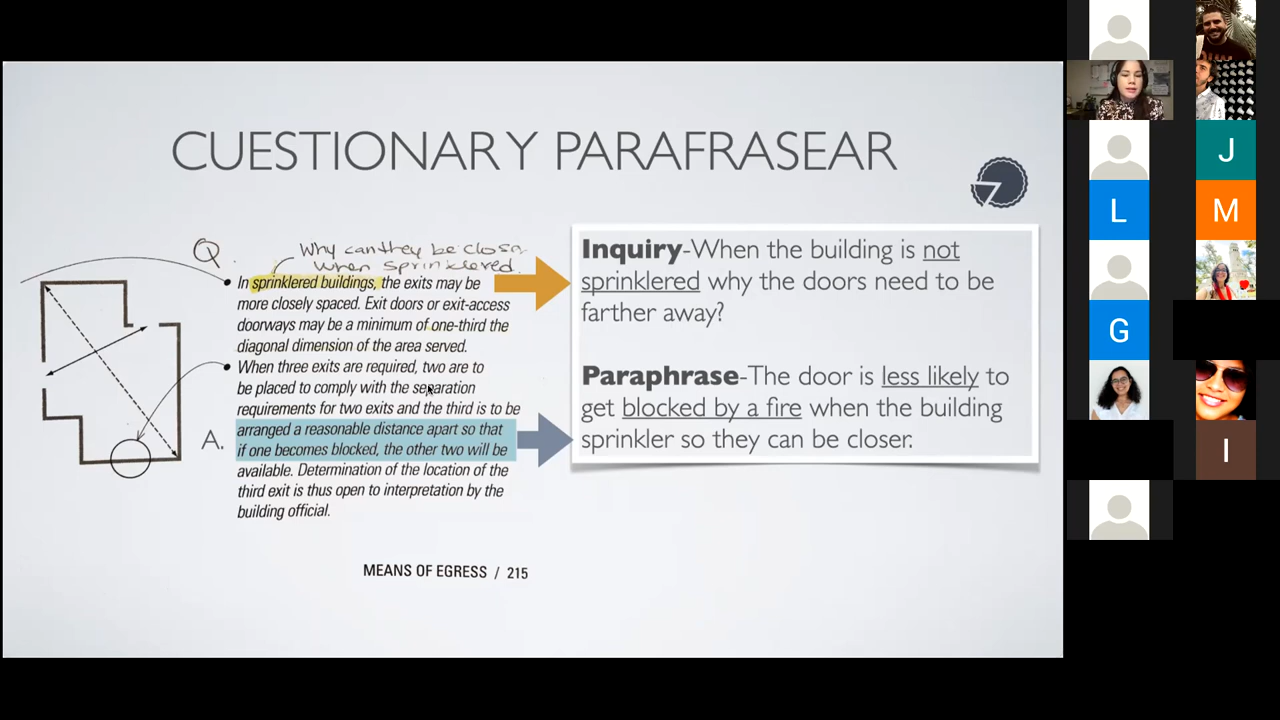 CUESTIONAR Y PARAFRASEAR
7
Q.
Why can they be closer
when sprinklered.
• In sprinklered buildings, the exits may be
more closely spaced. Exit doors or exit-access
doorways may be a minimum of one-third the
diagonal dimension of the area served.
• When three exits are required, two are to
be placed to comply with the separation
requirements for two exits and the third is to be
A. arranged a reasonable distance apart so that
if one becomes blocked, the other two will be
available. Determination of the location of the
third exit is thus open to interpretation by the
building official.
MEANS OF EGRESS / 215
Inquiry-When the building is not
sprinklered why the doors need to be
farther away?
Paraphrase-The door is less likely to
get blocked by a fire when the building
sprinkler so they can be closer.
J
L
M
G
I